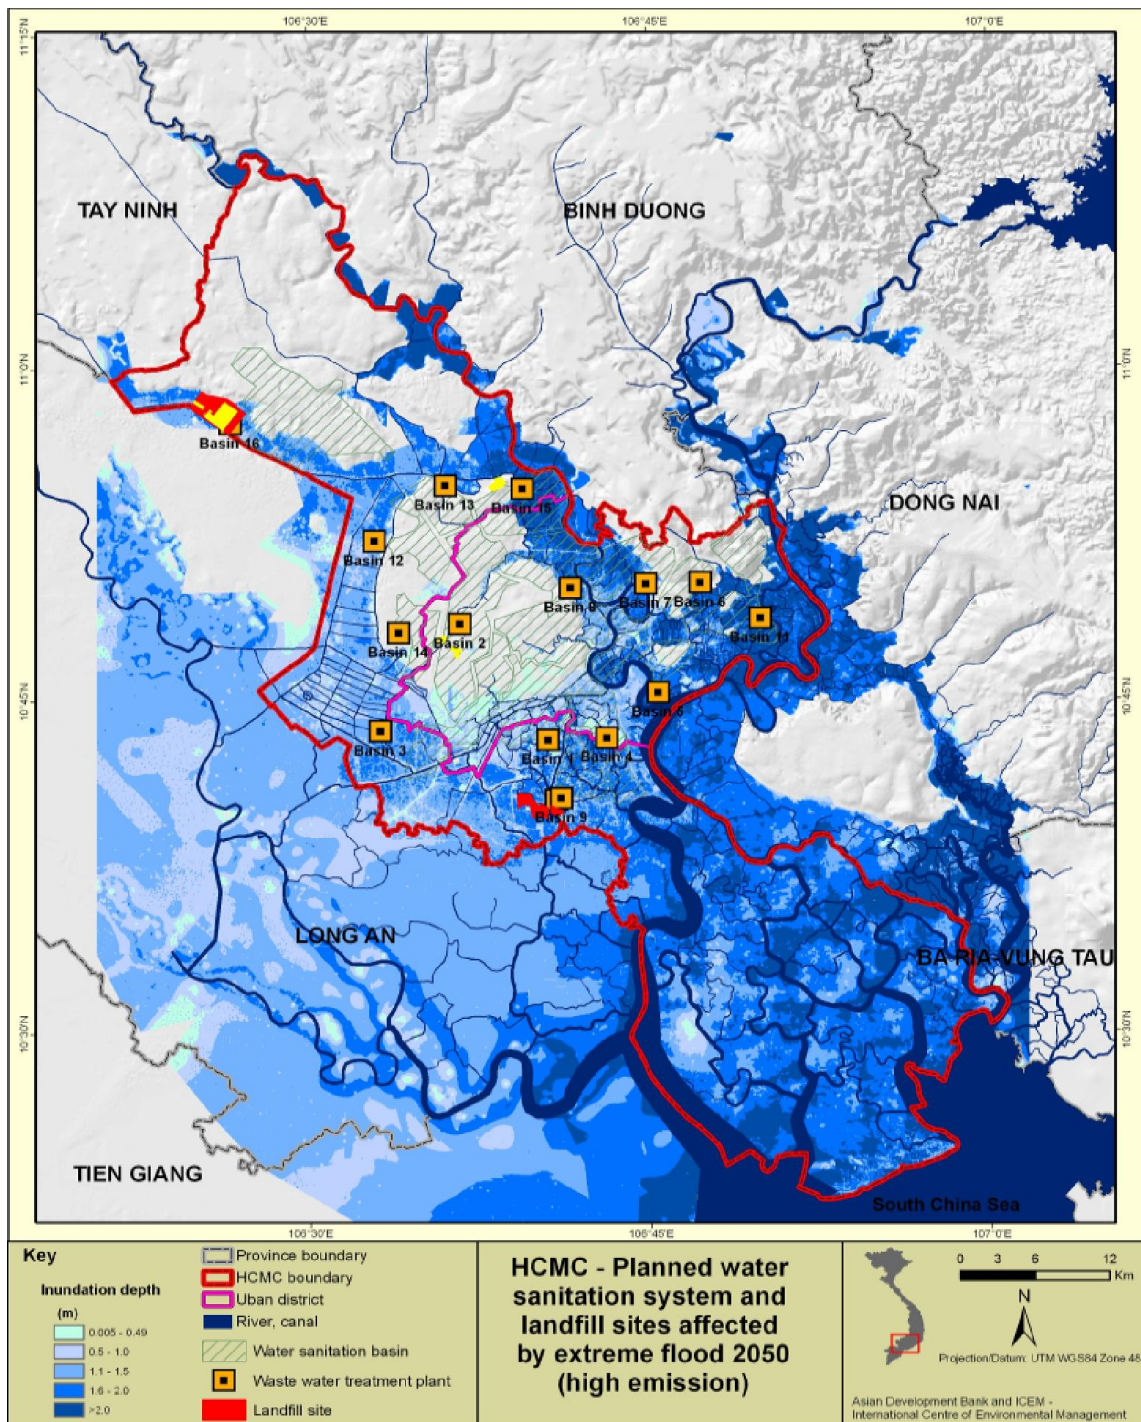 106°30'E
106°45'E
107°0'E
11°15'N
TAY NINH
BINH DUONG
11°0'N
11°0'N
Basin 16
Basin 13
Basin 15
DONG NAI
Basin 12
Basin 7
Basin 6
Basin 11
Basin 2
Basin 14
10°45'N
10°45'N
Basin 3
Basin 1
Basin 4
Basin 5
Basin 9
LONG AN
BA RIA-VUNG TAU
10°30'N
10°30'N
TIEN GIANG
South China Sea
106°30'E
106°45'E
107°0'E
Key
Inundation depth
(m)
0.005 - 0.49
0.5 - 1.0
1.1 - 1.5
1.6 - 2.0
>2.0
Province boundary
HCMC boundary
Uban district
River, canal
Water sanitation basin
Waste water treatment plant
Landfill site
HCMC - Planned water
sanitation system and
landfill sites affected
by extreme flood 2050
(high emission)
0 3 6 12
Km
N
Projection/Datum: UTM WGS84 Zone 48
Asian Development Bank and ICEM -
International Centre of Environmental Management